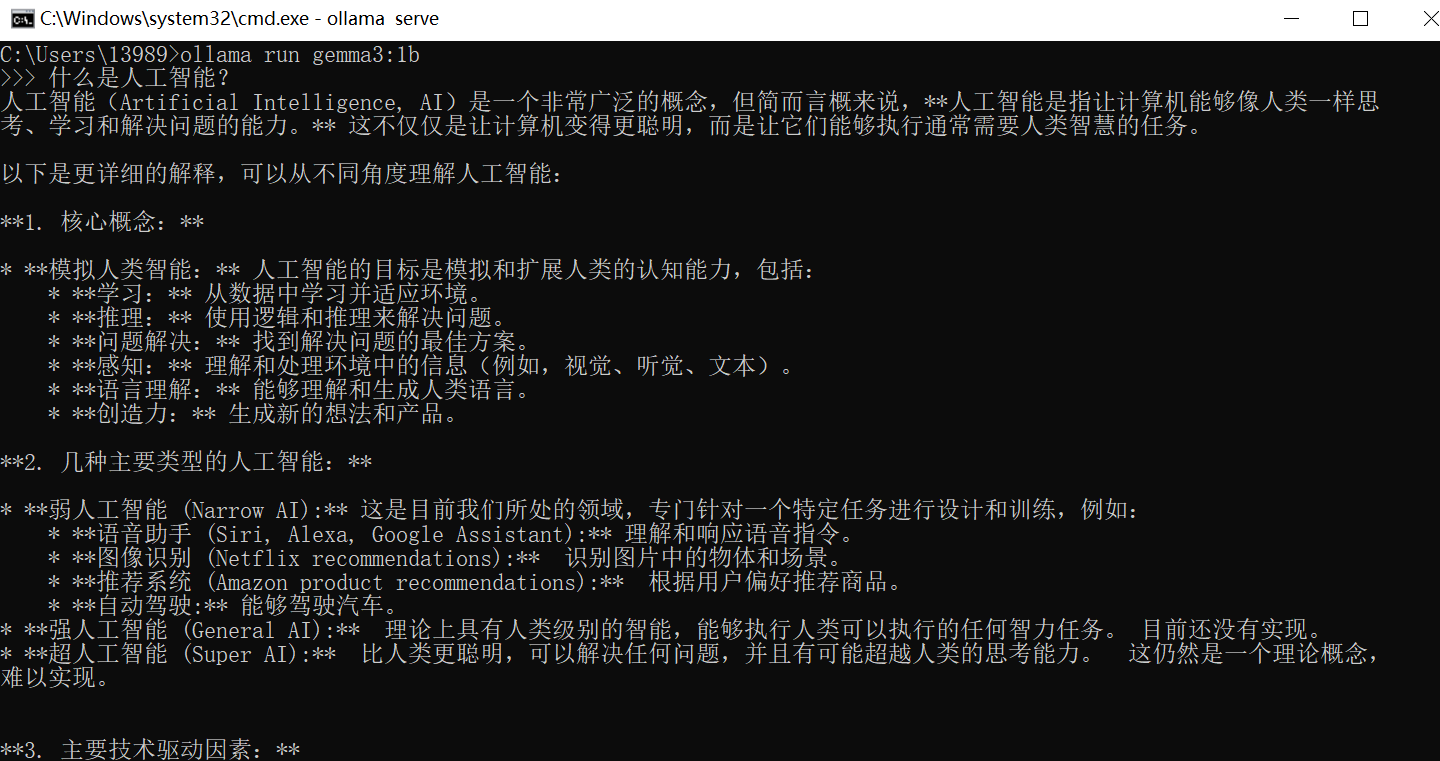 C:\Windows\system32\cmd.exe - ollama  serve
C:\Users\13989>ollama run gemma3:1b
>>> 什么是人工智能?
人工智能（Artificial Intelligence, AI）是一个非常广泛的概念，但简而言概来说，**人工智能是指让计算机能够像人类一样思
考、学习和解决问题的能力。** 这不仅仅是让计算机变得更聪明，而是让它们能够执行通常需要人类智慧的任务。
以下是更详细的解释，可以从不同角度理解人工智能：
**1. 核心概念：**
* **模拟人类智能：** 人工智能的目标是模拟和扩展人类的认知能力，包括：
    * **学习：** 从数据中学习并适应环境。
    * **推理：** 使用逻辑和推理来解决问题。
    * **问题解决：** 找到解决问题的最佳方案。
    * **感知：** 理解和处理环境中的信息（例如，视觉、听觉、文本）。
    * **语言理解：** 能够理解和生成人类语言。
    * **创造力：** 生成新的想法和产品。
**2. 几种主要类型的人工智能：**
* **弱人工智能 (Narrow AI):** 这是目前我们所处的领域，专门针对一个特定任务进行设计和训练，例如：
    * **语音助手 (Siri, Alexa, Google Assistant):** 理解和响应语音指令。
    * **图像识别 (Netflix recommendations):**  识别图片中的物体和场景。
    * **推荐系统 (Amazon product recommendations):**  根据用户偏好推荐商品。
    * **自动驾驶:** 能够驾驶汽车。
* **强人工智能 (General AI):**  理论上具有人类级别的智能，能够执行人类可以执行的任何智力任务。 目前还没有实现。
* **超人工智能 (Super AI):**  比人类更聪明，可以解决任何问题，并且有可能超越人类的思考能力。  这仍然是一个理论概念，
难以实现。
**3. 主要技术驱动因素：**